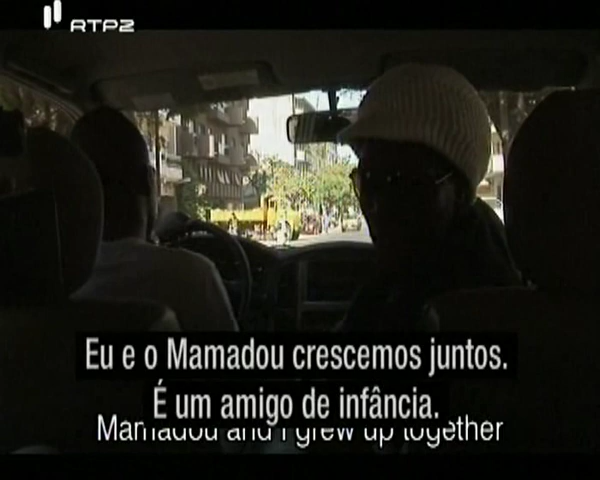 RTP2
Eu e o Mamadou crescemos juntos.
É um amigo de infância.
Mamadou and I grew up together